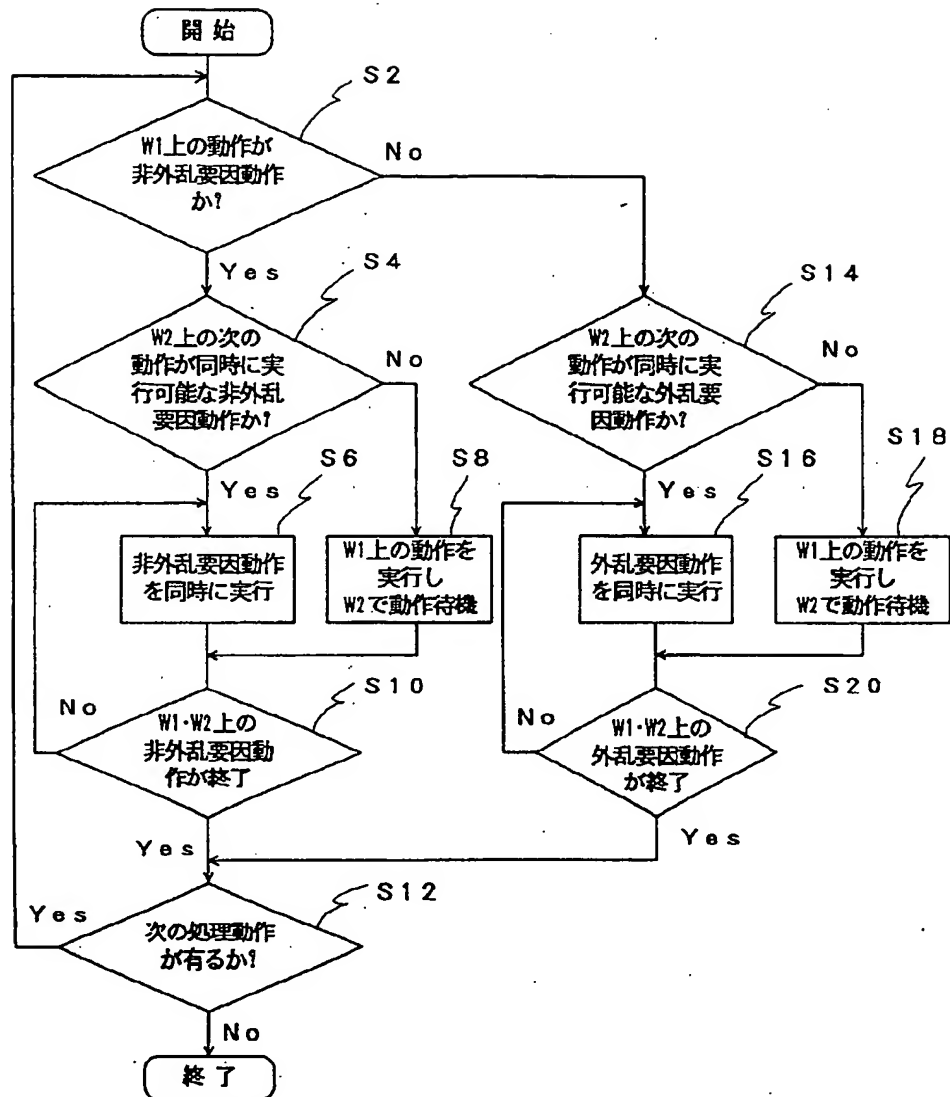 開始
S2
W1上の動作が
非外乱要因動作
か?
No
Yes
S4
W2上の次の
動作が同時に実
行可能な非外乱
要因動作か?
No
S14
W2上の次の
動作が同時に実
行可能な外乱要
因動作か?
No
Yes
S6
非外乱要因動作
を同時に実行
S8
W1上の動作を
実行し
W2で動作待機
Yes
S16
外乱要因動作
を同時に実行
S18
W1上の動作を
実行し
W2で動作待機
S10
No
W1・W2上の
非外乱要因動
作が終了
Yes
S20
No
W1・W2上の
外乱要因動作
が終了
Yes
S12
Yes
次の処理動作
が有るか?
No
終了